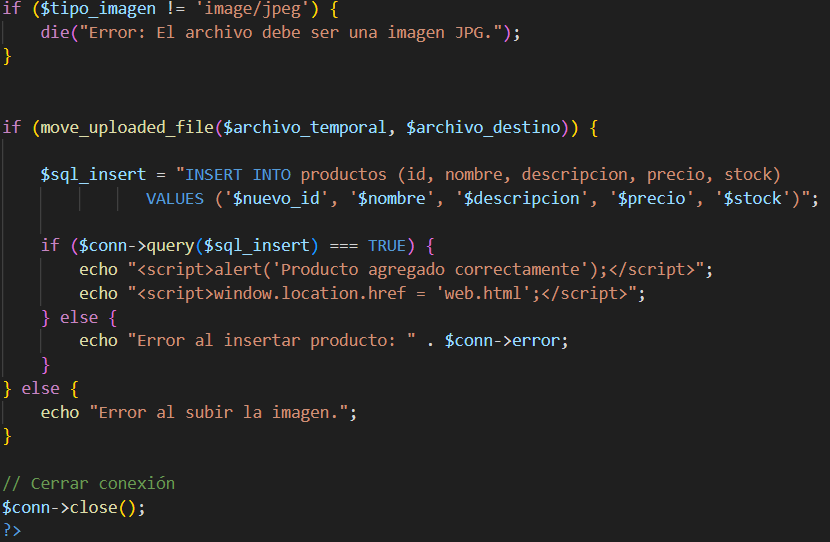 if ($tipo_imagen != 'image/jpeg') {
    die("Error: El archivo debe ser una imagen JPG.");
}
if (move_uploaded_file($archivo_temporal, $archivo_destino)) {
    $sql_insert = "INSERT INTO productos (id, nombre, descripcion, precio, stock)
               VALUES ('$nuevo_id', '$nombre', '$descripcion', '$precio', '$stock')";
    if ($conn->query($sql_insert) === TRUE) {
        echo "<script>alert('Producto agregado correctamente');</script>";
        echo "<script>window.location.href = 'web.html';</script>";
    } else {
        echo "Error al insertar producto: " . $conn->error;
    }
} else {
    echo "Error al subir la imagen.";
}
// Cerrar conexión
$conn->close();
?>